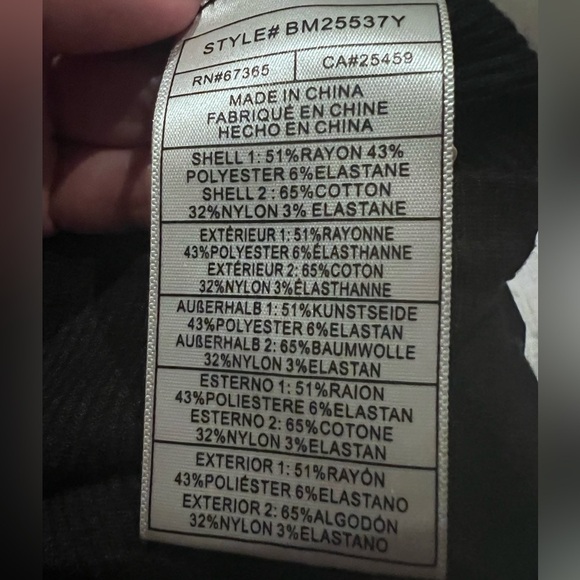 STYLE# BM25537Y
RN#67365 CA#25459
MADE IN CHINA
FABRIQUÉ EN CHINE
HECHO EN CHINA
SHELL 1: 51%RAYON 43%
POLYESTER 6%ELASTANE
SHELL 2: 65%COTTON
32%NYLON 3% ELASTANE
EXTÉRIEUR 1: 51%RAYONNE
43%POLYESTER 6%ÉLASTHANNE
EXTÉRIEUR 2: 65%COTON
32%NYLON 3%ÉLASTHANNE
AUßERHALB 1: 51%KUNSTSEIDE
43%POLYESTER 6%ELASTAN
AUßERHALB 2: 65%BAUMWOLLE
32%NYLON 3%ELASTAN
ESTERNO 1: 51%RAION
43%POLIESTERE 6%ELASTAN
ESTERNO 2: 65%COTONE
32%NYLON 3%ELASTAN
EXTERIOR 1: 51%RAYÓN
43%POLIÉSTER 6%ELASTANO
EXTERIOR 2: 65%ALGODÓN
32%NYLON 3%ELASTANO